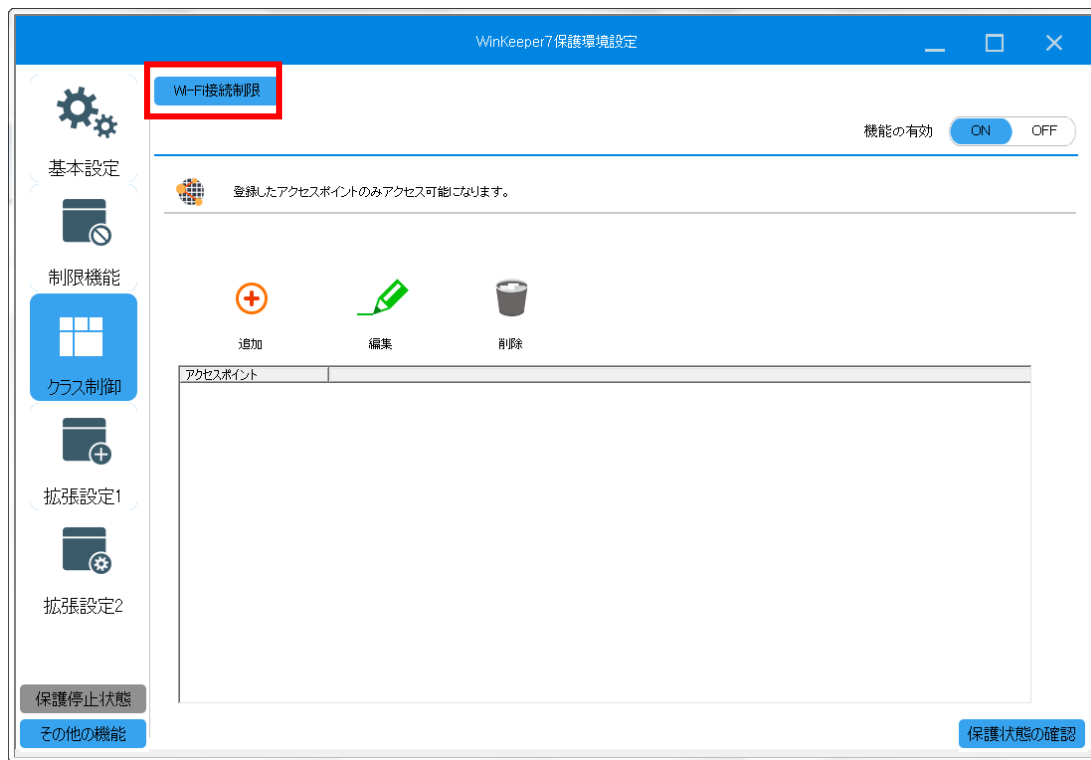 WinKeeper7保護環境設定
Wi-Fi接続制限
機能の有効 ON OFF
基本設定
登録したアクセスポイントのみアクセス可能になります。
制限機能
追加 編集 削除
アクセスポイント
クラス制御
拡張設定1
拡張設定2
保護停止状態
その他の機能
保護状態の確認